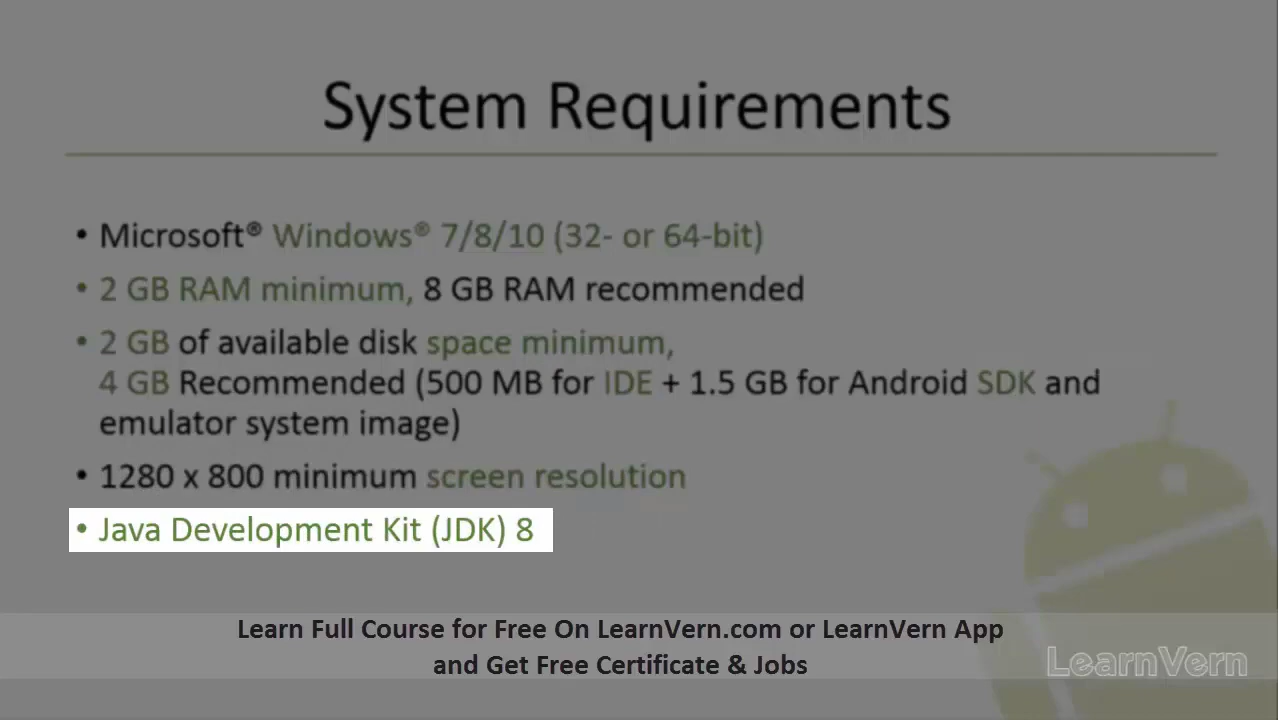 System Requirements
• Microsoft® Windows® 7/8/10 (32- or 64-bit)
• 2 GB RAM minimum, 8 GB RAM recommended
• 2 GB of available disk space minimum,
4 GB Recommended (500 MB for IDE + 1.5 GB for Android SDK and
emulator system image)
• 1280 x 800 minimum screen resolution
• Java Development Kit (JDK) 8
Learn Full Course for Free On LearnVern.com or LearnVern App
and Get Free Certificate & Jobs
LearnVern